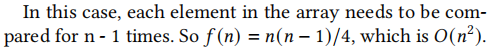 In this case, each element in the array needs to be com-
pared for n - 1 times. So f(n) = n(n − 1)/4, which is O(n²).